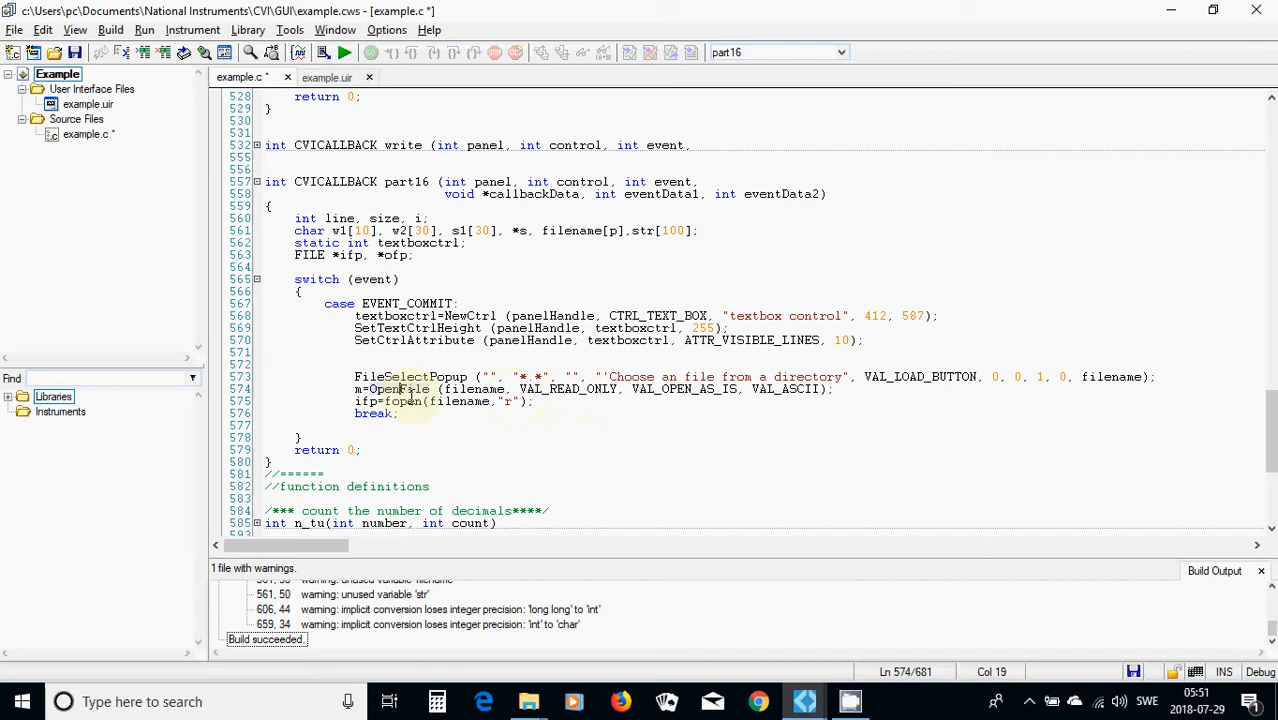 c:\Users\pc\Documents\National Instruments\CVI\GUI\example.cws - [example.c *]
File Edit View Build Run Instrument Library Tools Window Options Help
part16
Example
User Interface Files
example.uir
Source Files
example.c *
Find
Libraries
Instruments
example.c * × example.uir ×
528 return 0;
529 }
530
531
532 int CVICALLBACK write (int panel, int control, int event,
555
556
557 int CVICALLBACK part16 (int panel, int control, int event,
558 void *callbackData, int eventData1, int eventData2)
559 {
560 int line, size, i;
561 char w1[10], w2[30], s1[30], *s, filename[p],str[100];
562 static int textboxctrl;
563 FILE *ifp, *ofp;
564
565 switch (event)
566 {
567 case EVENT_COMMIT:
568 textboxctrl=NewCtrl (panelHandle, CTRL_TEXT_BOX, "textbox control", 412, 587);
569 SetTextCtrlHeight (panelHandle, textboxctrl, 255);
570 SetCtrlAttribute (panelHandle, textboxctrl, ATTR_VISIBLE_LINES, 10);
571
572
573 FileSelectPopup ("", "*.*", "", "'Choose an file from a directory", VAL_LOAD_BUTTON, 0, 0, 1, 0, filename);
574 m=OpenFile (filename, VAL_READ_ONLY, VAL_OPEN_AS_IS, VAL_ASCII);
575 ifp=fopen(filename,"r");
576 break;
577
578 }
579 return 0;
580 }
581 //======
582 //function definitions
583
584 /*** count the number of decimals****/
585 int n_tu(int number, int count)
593
1 file with warnings.
Build Output
561, 50 warning: unused variable 'str'
606, 44 warning: implicit conversion loses integer precision: 'long long' to 'int'
659, 34 warning: implicit conversion loses integer precision: 'int' to 'char'
Build succeeded.
Ln 574/681 Col 19 INS Debug
Type here to search
SWE
05:51
2018-07-29